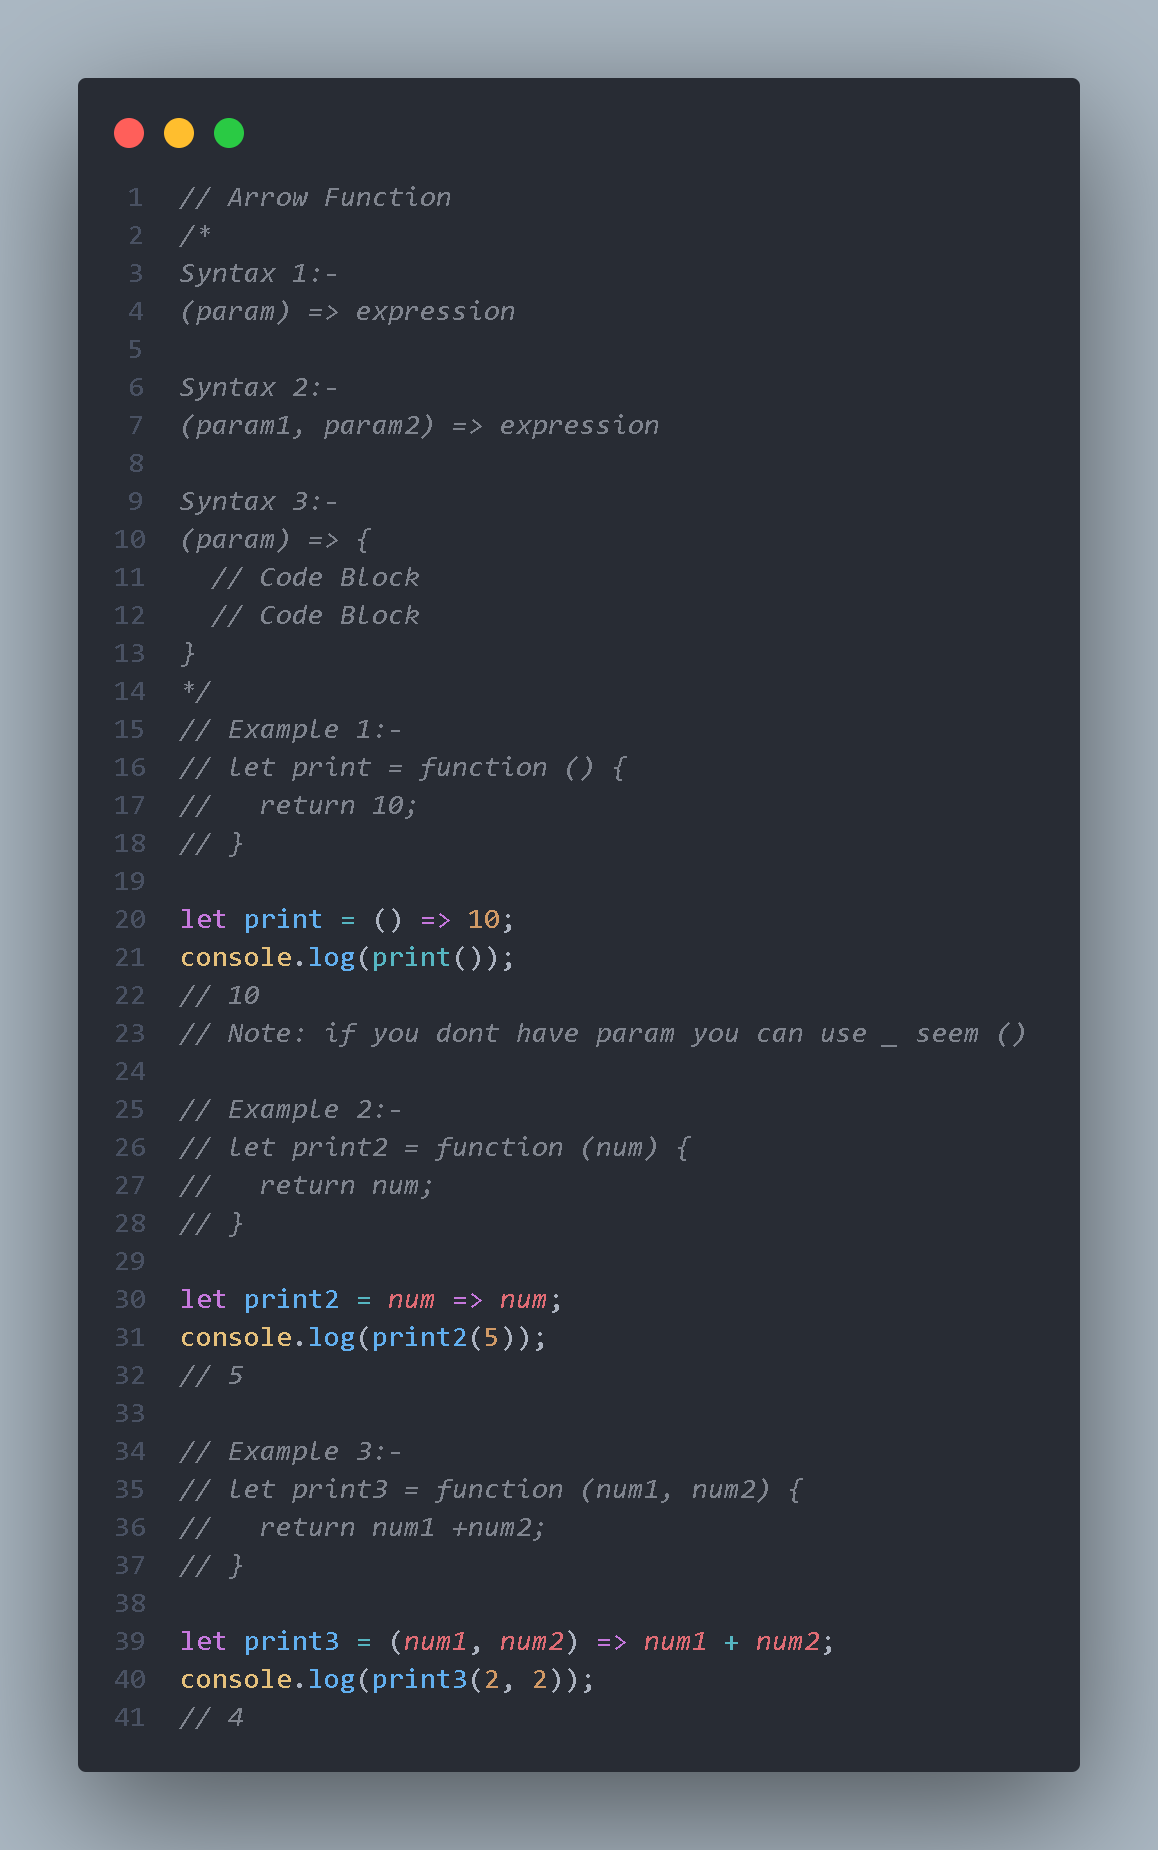 1 // Arrow Function
2 /*
3 Syntax 1:-
4 (param) => expression
5
6 Syntax 2:-
7 (param1, param2) => expression
8
9 Syntax 3:-
10 (param) => {
11   // Code Block
12   // Code Block
13 }
14 */
15 // Example 1:-
16 // let print = function () {
17 //   return 10;
18 // }
19
20 let print = () => 10;
21 console.log(print());
22 // 10
23 // Note: if you dont have param you can use _ seem ()
24
25 // Example 2:-
26 // let print2 = function (num) {
27 //   return num;
28 // }
29
30 let print2 = num => num;
31 console.log(print2(5));
32 // 5
33
34 // Example 3:-
35 // let print3 = function (num1, num2) {
36 //   return num1 +num2;
37 // }
38
39 let print3 = (num1, num2) => num1 + num2;
40 console.log(print3(2, 2));
41 // 4